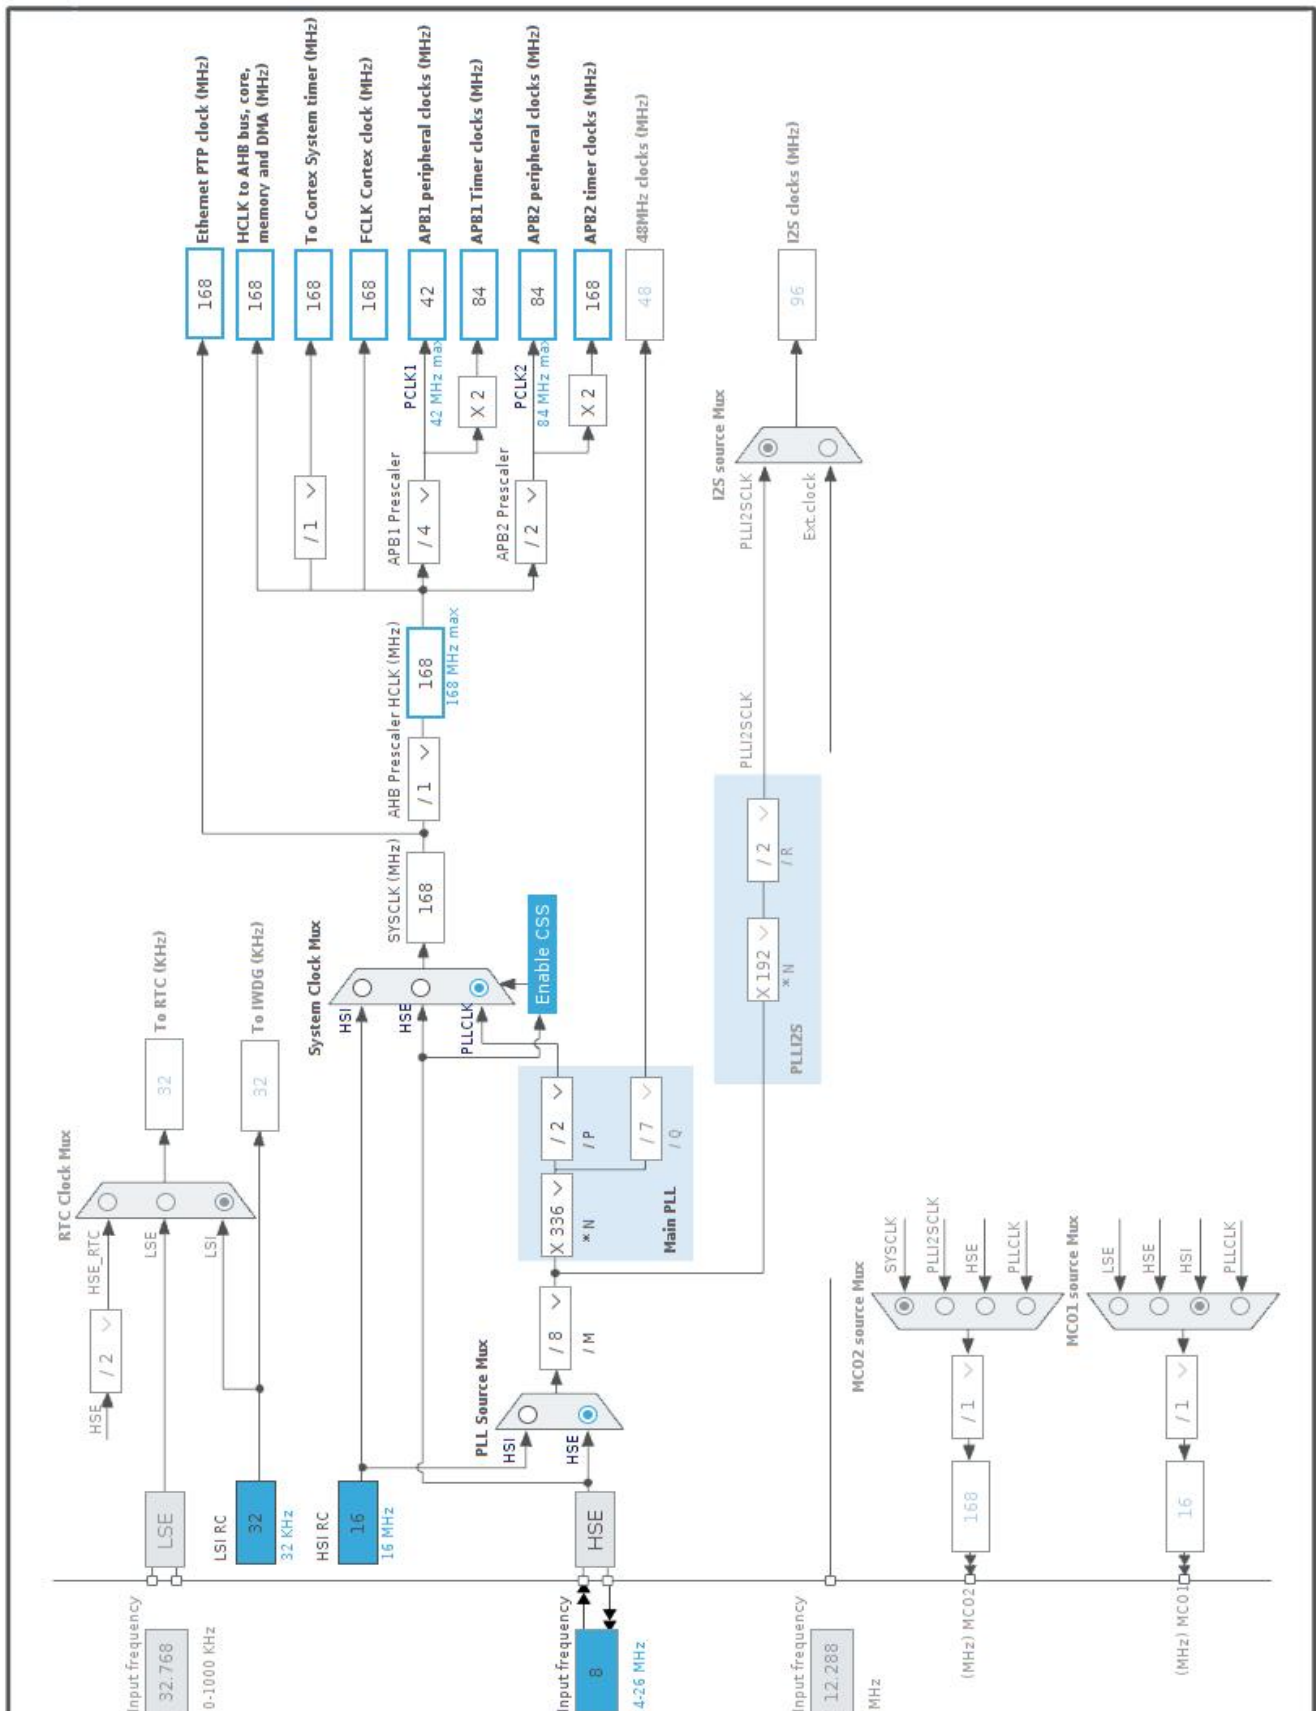 Input frequency
32.768
0-1000 KHz
LSE
HSE
/ 2
HSE_RTC
LSE
LSI
RTC Clock Mux
32
To RTC (KHz)
LSI RC
32
32 KHz
32
To IWDG (KHz)
HSI RC
16
16 MHz
Input frequency
8
4-26 MHz
HSE
PLL Source Mux
HSI
HSE
/ 8
/ M
X 336
* N
/ 2
/ P
/ 7
/ Q
Main PLL
System Clock Mux
HSI
HSE
PLLCLK
Enable CSS
SYSCLK (MHz)
168
AHB Prescaler
/ 1
HCLK (MHz)
168
168 MHz max
/ 1
APB1 Prescaler
/ 4
PCLK1
42 MHz max
X 2
APB2 Prescaler
/ 2
PCLK2
84 MHz max
X 2
168
Ethernet PTP clock (MHz)
168
HCLK to AHB bus, core,
memory and DMA (MHz)
168
To Cortex System timer (MHz)
168
FCLK Cortex clock (MHz)
42
APB1 peripheral clocks (MHz)
84
APB1 Timer clocks (MHz)
84
APB2 peripheral clocks (MHz)
168
APB2 timer clocks (MHz)
48
48MHz clocks (MHz)
PLLI2S
X 192
* N
/ 2
/ R
PLLI2SCLK
PLLI2SCLK
Ext.clock
I2S source Mux
96
I2S clocks (MHz)
Input frequency
12.288
MHz
MCO2 source Mux
SYSCLK
PLLI2SCLK
HSE
PLLCLK
/ 1
168
(MHz) MCO2
MCO1 source Mux
LSE
HSE
HSI
PLLCLK
/ 1
16
(MHz) MCO1